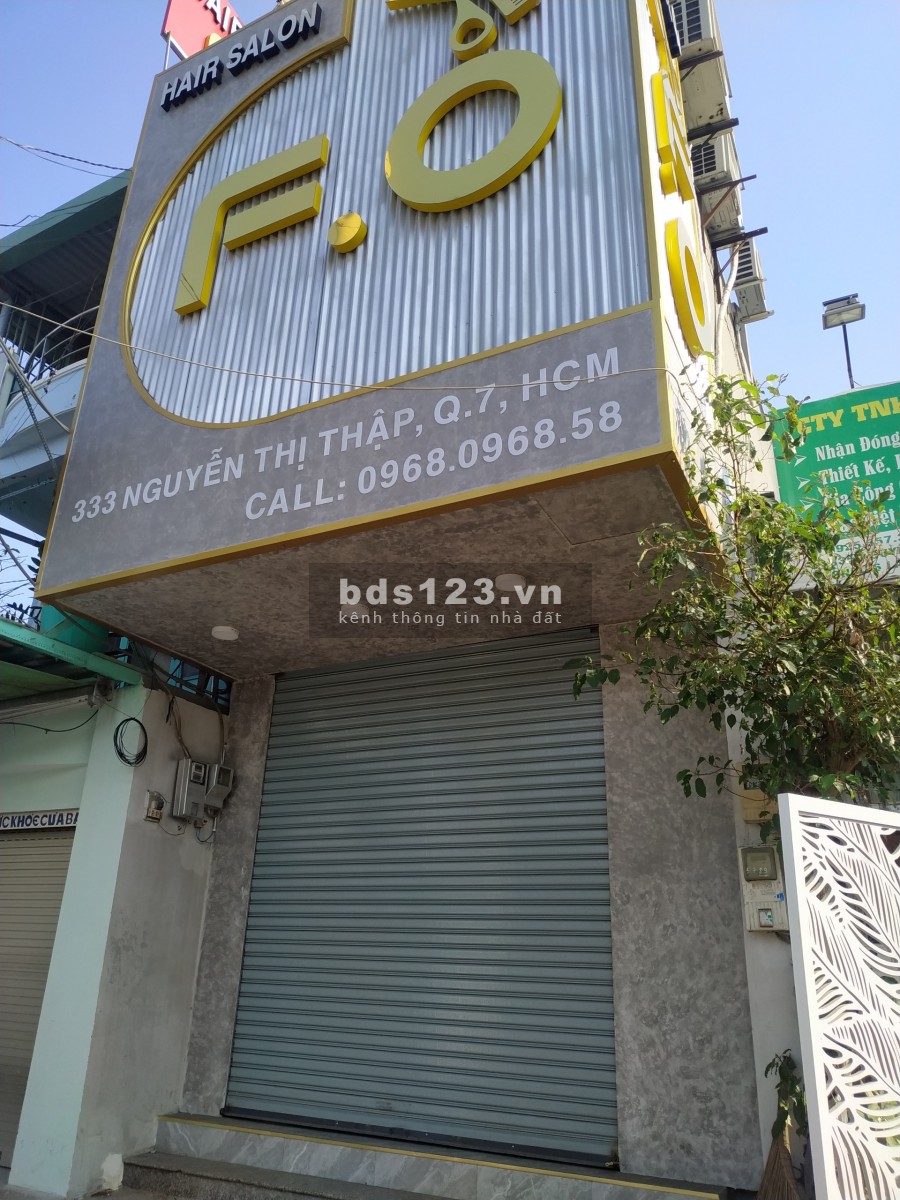 HAIR SALON
F.O
333 NGUYỄN THỊ THẬP, Q.7, HCM
CALL: 0968.0968.58
CTY TNH
Nhận Đóng
Thiết Kế,
bds123.vn
kênh thông tin nhà đất